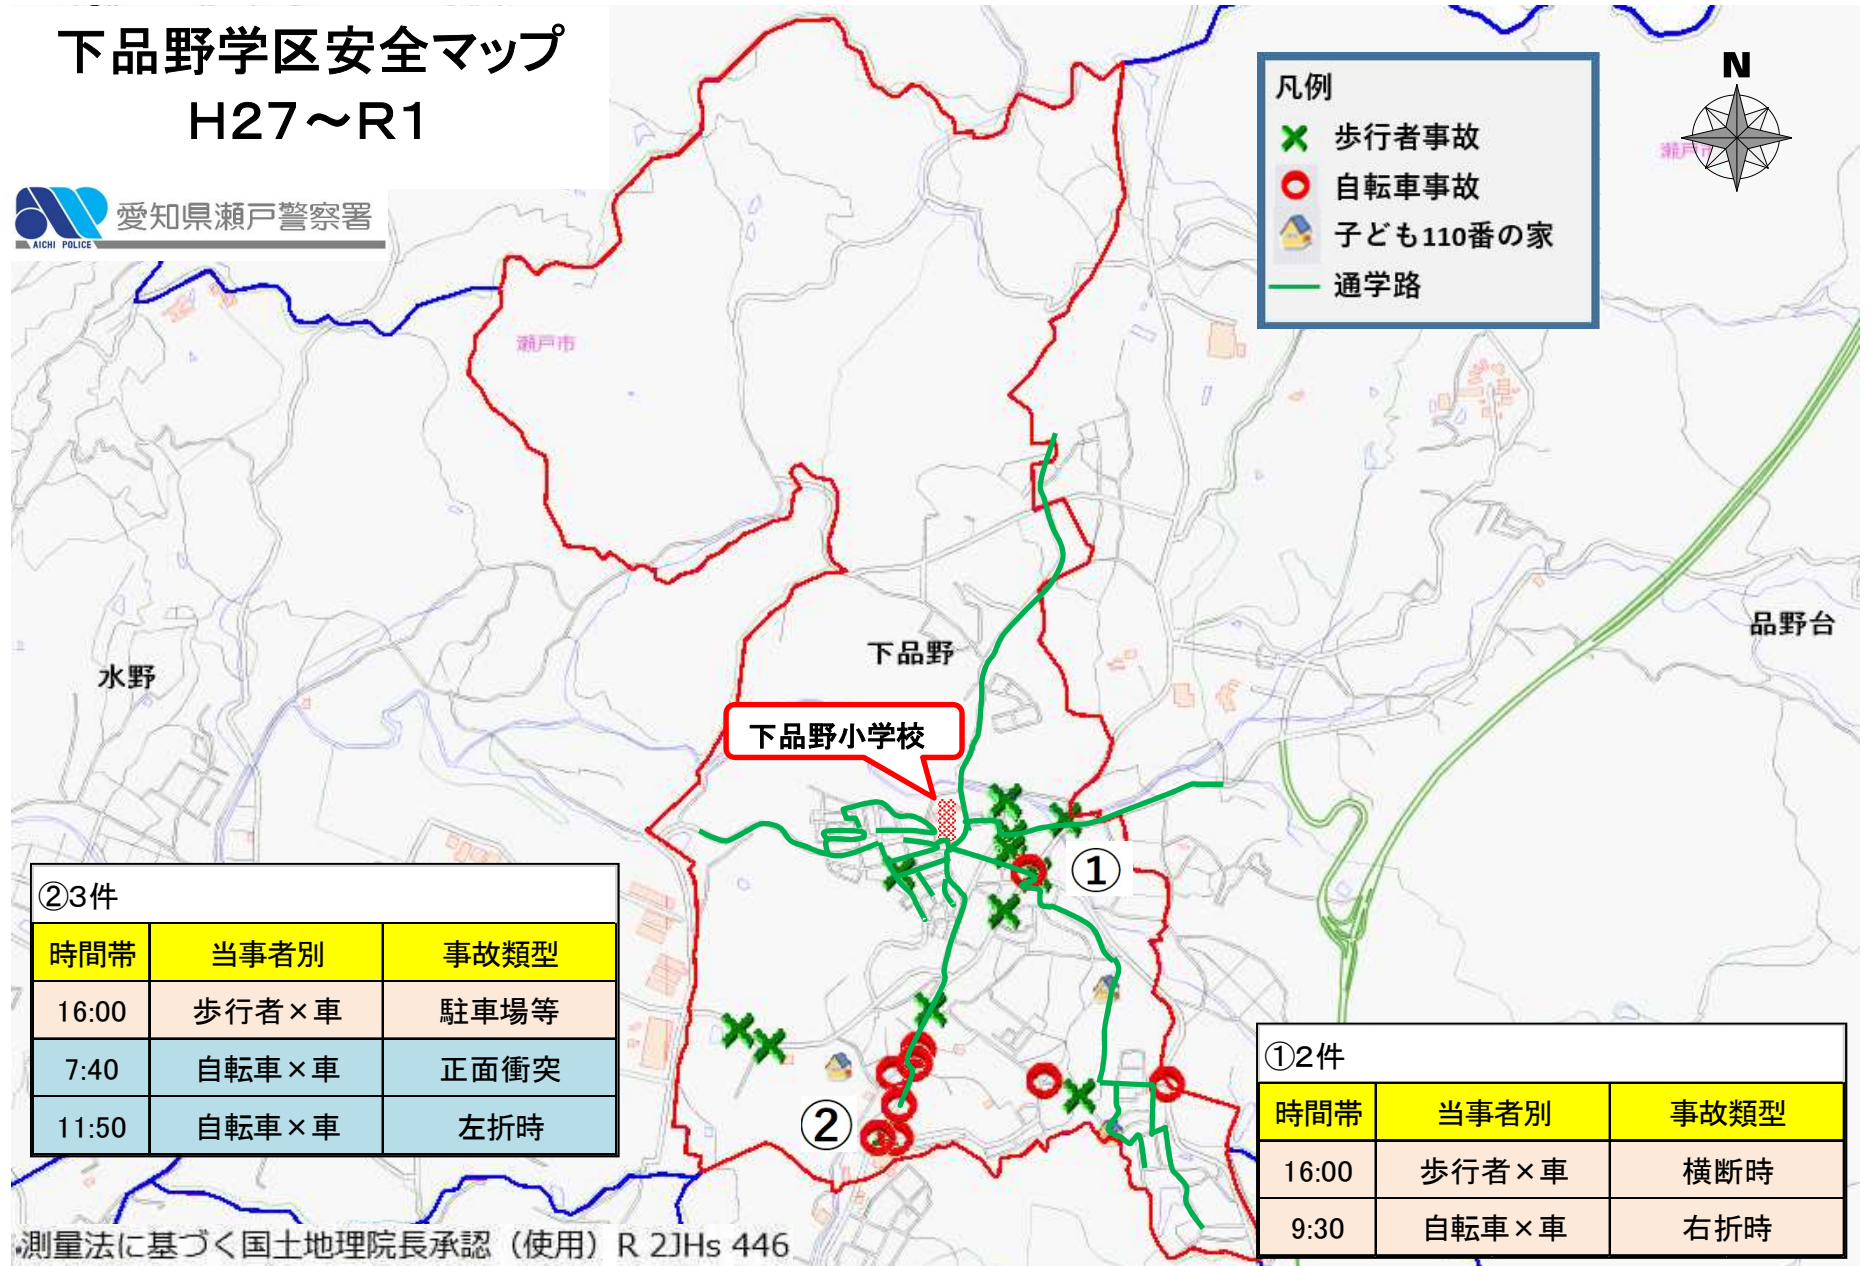 下品野学区安全マップ
H27～R1
AICHI POLICE
愛知県瀬戸警察署
凡例
歩行者事故
自転車事故
子ども110番の家
通学路
N
瀬戸市
瀬戸市
水野
下品野
品野台
下品野小学校
①
②
②3件
時間帯 当事者別 事故類型
16:00 歩行者×車 駐車場等
7:40 自転車×車 正面衝突
11:50 自転車×車 左折時
①2件
時間帯 当事者別 事故類型
16:00 歩行者×車 横断時
9:30 自転車×車 右折時
測量法に基づく国土地理院長承認（使用）R 2JHs 446